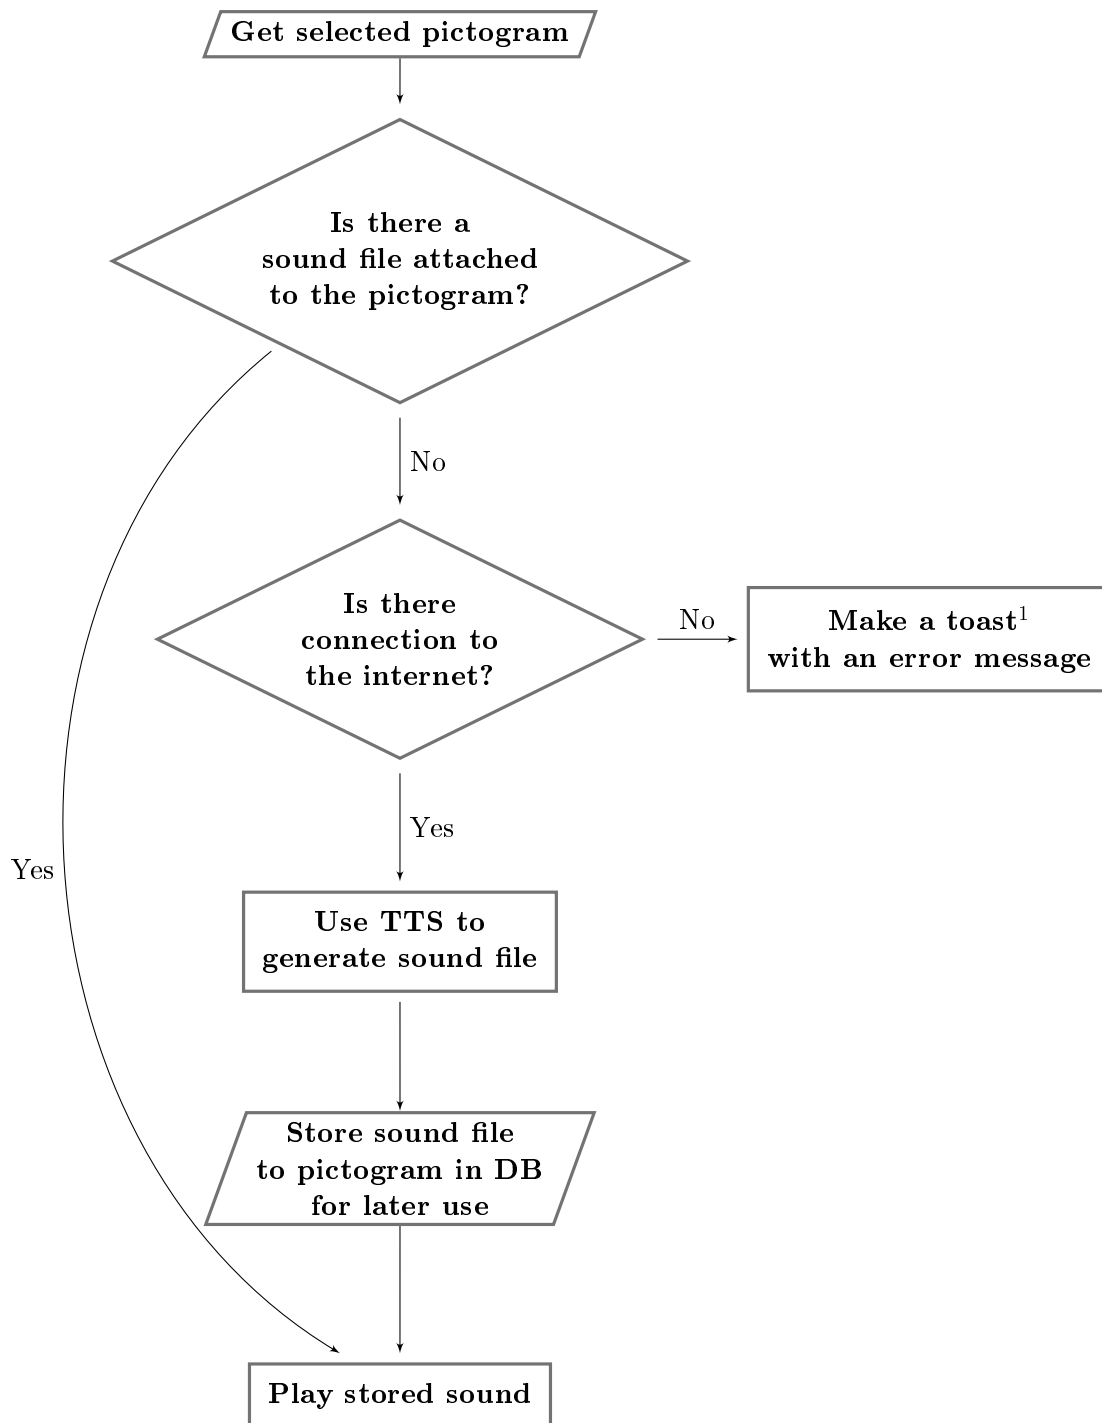 Get selected pictogram
Is there a
sound file attached
to the pictogram?
No
Is there
connection to
the internet?
No
Make a toast¹
with an error message
Yes
Yes
Use TTS to
generate sound file
Store sound file
to pictogram in DB
for later use
Play stored sound